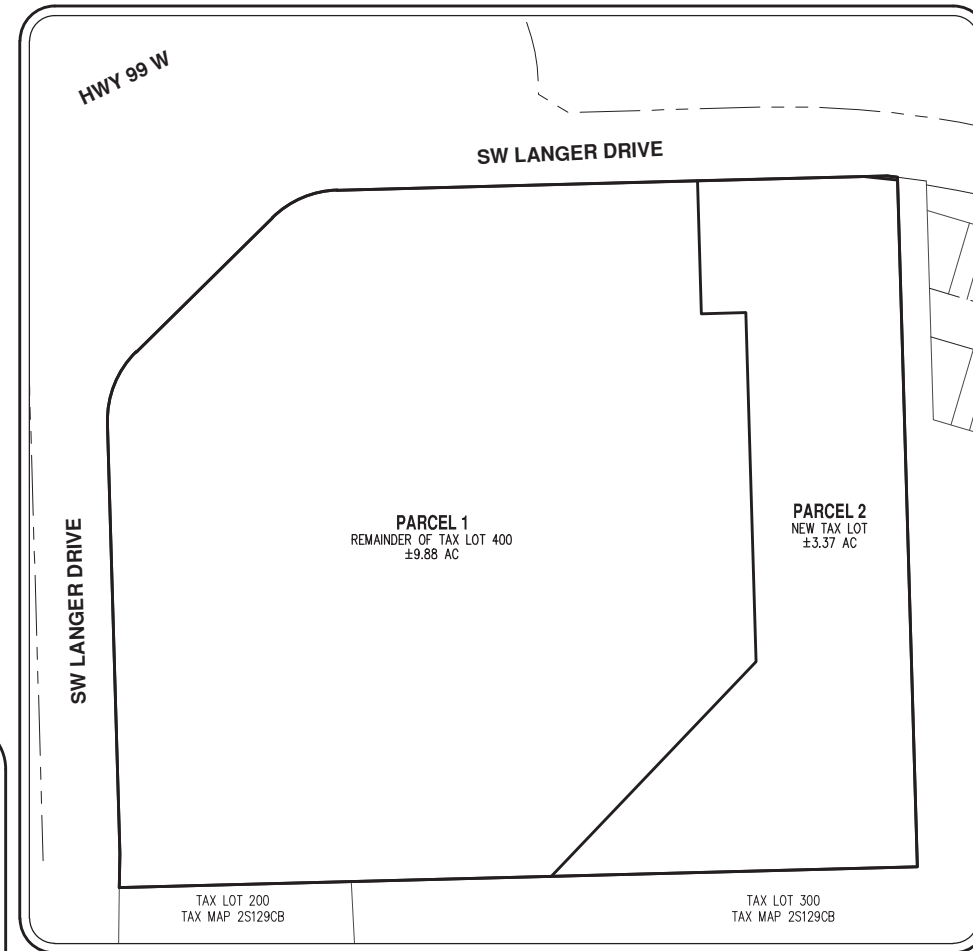 HWY 99 W
SW LANGER DRIVE
PARCEL 1
REMAINDER OF TAX LOT 400
±9.88 AC
PARCEL 2
NEW TAX LOT
±3.37 AC
SW LANGER DRIVE
TAX LOT 200
TAX MAP 2S129CB
TAX LOT 300
TAX MAP 2S129CB